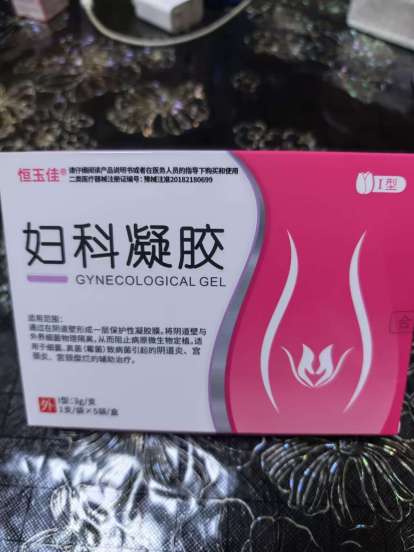 恒玉佳®
请仔细阅读产品说明书或者在医务人员的指导下购买和使用
二类医疗器械注册证编号：豫械注准20182180699
I型
妇科凝胶
GYNECOLOGICAL GEL
适用范围：
通过在阴道壁形成一层保护性凝胶膜，将阴道壁与
外界细菌物理隔离，从而阻止病原微生物定植。适
用于细菌、真菌（霉菌）致病菌引起的阴道炎、宫
颈炎、宫颈糜烂的辅助治疗。
外
I型：3g/支
1支/袋×5袋/盒
合